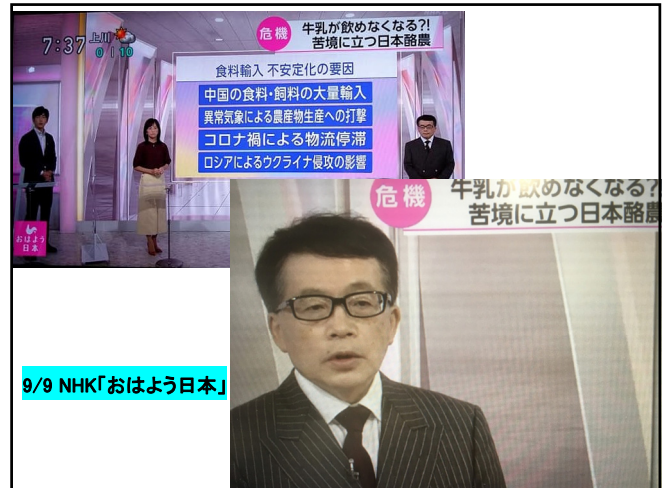 7:37
上川
0 10
危機
牛乳が飲めなくなる?!
苦境に立つ日本酪農
食料輸入 不安定化の要因
中国の食料・飼料の大量輸入
異常気象による農産物生産への打撃
コロナ禍による物流停滞
ロシアによるウクライナ侵攻の影響
おはよう
日本
危機
牛乳が飲めなくなる?
苦境に立つ日本酪農
9/9 NHK「おはよう日本」